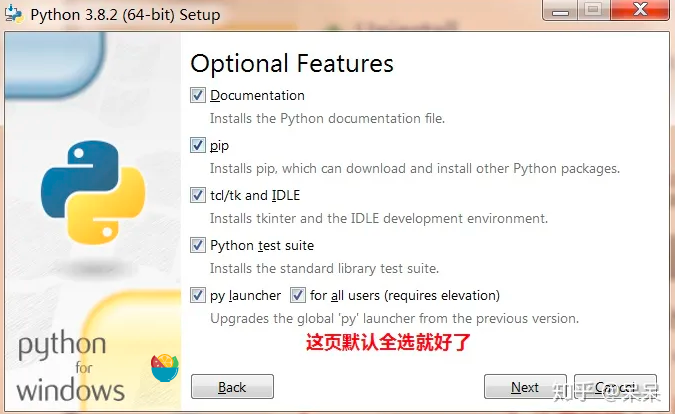 Python 3.8.2 (64-bit) Setup
Optional Features
Documentation
Installs the Python documentation file.
pip
Installs pip, which can download and install other Python packages.
tcl/tk and IDLE
Installs tkinter and the IDLE development environment.
Python test suite
Installs the standard library test suite.
py launcher for all users (requires elevation)
Upgrades the global 'py' launcher from the previous version.
这页默认全选就好了
python
for
windows
Back Next Cancel
知乎 @呆呆